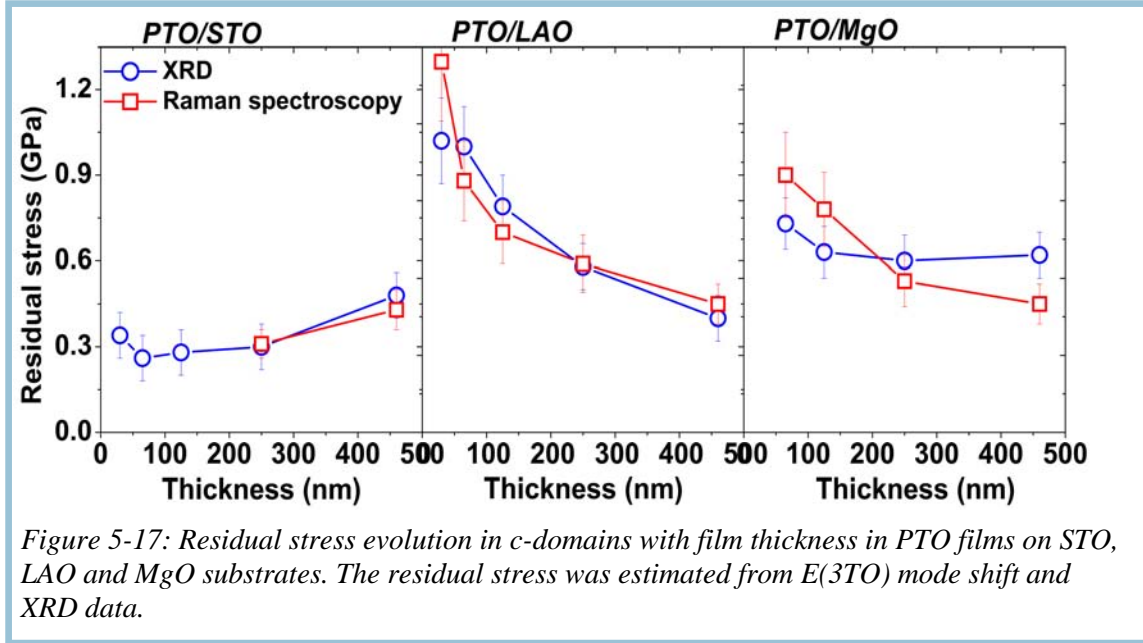 PTO/STO PTO/LAO PTO/MgO
XRD
Raman spectroscopy
Residual stress (GPa)
1.2
0.9
0.6
0.3
0.0
0 100 200 300 400 500 100 200 300 400 500 100 200 300 400 500
Thickness (nm) Thickness (nm) Thickness (nm)
Figure 5-17: Residual stress evolution in c-domains with film thickness in PTO films on STO,
LAO and MgO substrates. The residual stress was estimated from E(3TO) mode shift and
XRD data.